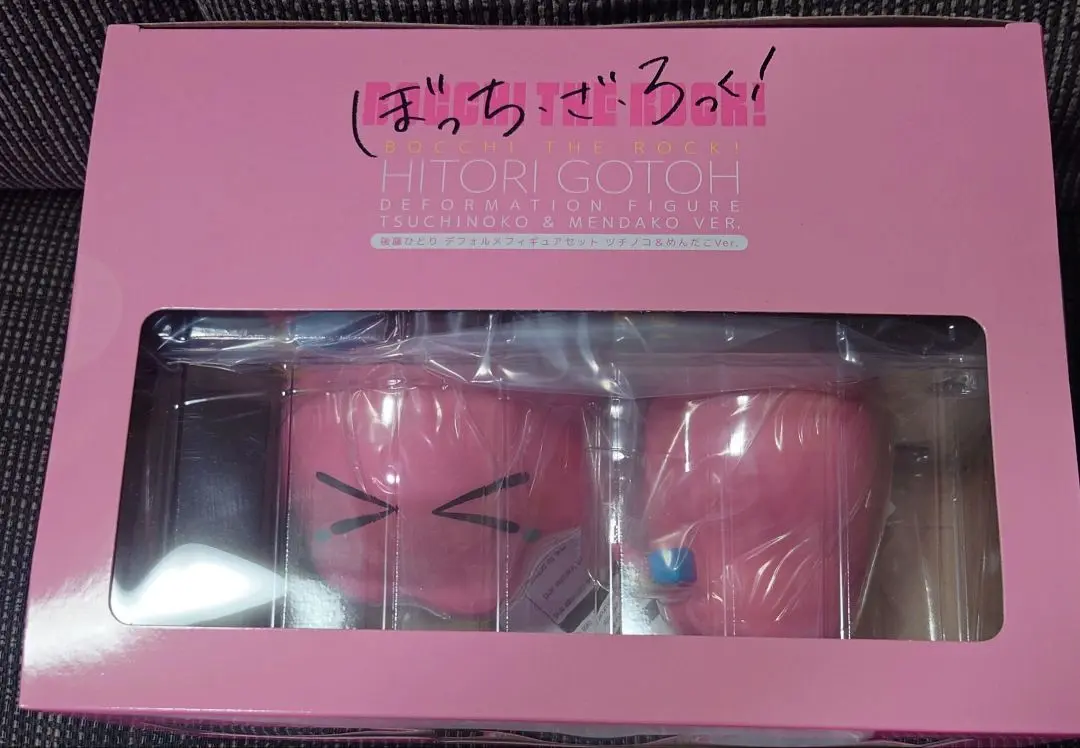 ぼっち・ざ・ろっく!
BOCCHI THE ROCK!
BOCCHI THE ROCK!
HITORI GOTOH
DEFORMATION FIGURE
TSUCHINOKO & MENDAKO VER.
後藤ひとり デフォルメフィギュアセット ツチノコ&めんだこVer.